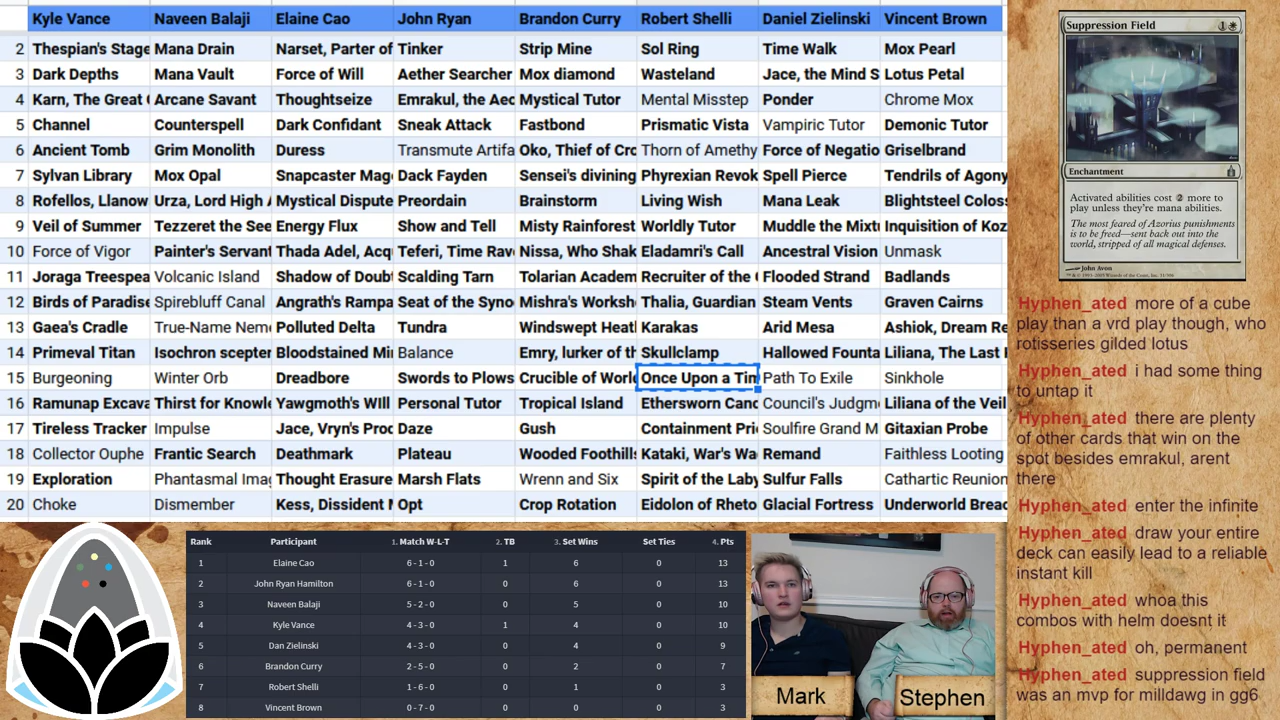 Kyle Vance Naveen Balaji Elaine Cao John Ryan Brandon Curry Robert Shelli Daniel Zielinski Vincent Brown
2 Thespian's Stage Mana Drain Narset, Parter of Tinker Strip Mine Sol Ring Time Walk Mox Pearl
3 Dark Depths Mana Vault Force of Will Aether Searcher Mox diamond Wasteland Jace, the Mind S Lotus Petal
4 Karn, The Great Arcane Savant Thoughtseize Emrakul, the Aec Mystical Tutor Mental Misstep Ponder Chrome Mox
5 Channel Counterspell Dark Confidant Sneak Attack Fastbond Prismatic Vista Vampiric Tutor Demonic Tutor
6 Ancient Tomb Grim Monolith Duress Transmute Artifa Oko, Thief of Cro Thorn of Amethy Force of Negatio Griselbrand
7 Sylvan Library Mox Opal Snapcaster Mag Dack Fayden Sensei's divining Phyrexian Revok Spell Pierce Tendrils of Agony
8 Rofellos, Llanow Urza, Lord High A Mystical Dispute Preordain Brainstorm Living Wish Mana Leak Blightsteel Coloss
9 Veil of Summer Tezzeret the See Energy Flux Show and Tell Misty Rainforest Worldly Tutor Muddle the Mixtu Inquisition of Koz
10 Force of Vigor Painter's Servant Thada Adel, Acq Teferi, Time Rav Nissa, Who Shak Eladamri's Call Ancestral Vision Unmask
11 Joraga Treespea Volcanic Island Shadow of Doubt Scalding Tarn Tolarian Academ Recruiter of the Flooded Strand Badlands
12 Birds of Paradise Spirebluff Canal Angrath's Rampa Seat of the Syno Mishra's Worksh Thalia, Guardian Steam Vents Graven Cairns
13 Gaea's Cradle True-Name Neme Polluted Delta Tundra Windswept Heath Karakas Arid Mesa Ashiok, Dream Re
14 Primeval Titan Isochron scepter Bloodstained Mir Balance Emry, lurker of th Skullclamp Hallowed Founta Liliana, The Last
15 Burgeoning Winter Orb Dreadbore Swords to Plows Crucible of World Once Upon a Tim Path To Exile Sinkhole
16 Ramunap Excava Thirst for Knowl Yawgmoth's WIll Personal Tutor Tropical Island Ethersworn Cano Council's Judgm Liliana of the Veil
17 Tireless Tracker Impulse Jace, Vryn's Proc Daze Gush Containment Pri Soulfire Grand M Gitaxian Probe
18 Collector Ouphe Frantic Search Deathmark Plateau Wooded Foothills Kataki, War's Wa Remand Faithless Looting
19 Exploration Phantasmal Imag Thought Erasure Marsh Flats Wrenn and Six Spirit of the Laby Sulfur Falls Cathartic Reunion
20 Choke Dismember Kess, Dissident Opt Crop Rotation Eidolon of Rheto Glacial Fortress Underworld Breac
Suppression Field 1
Enchantment
Activated abilities cost 2 more to
play unless they're mana abilities.
The most feared of Azorius punishments
is to be freed—sent back out into the
world, stripped of all magical defenses.
John Avon
Hyphen_ated more of a cube
play than a vrd play though, who
rotisseries gilded lotus
Hyphen_ated i had some thing
to untap it
Hyphen_ated there are plenty
of other cards that win on the
spot besides emrakul, arent
there
Hyphen_ated enter the infinite
Hyphen_ated draw your entire
deck can easily lead to a reliable
instant kill
Hyphen_ated whoa this
combos with helm doesnt it
Hyphen_ated oh, permanent
Hyphen_ated suppression field
was an mvp for milldawg in gg6
Rank Participant 1. Match W-L-T 2. TB 3. Set Wins Set Ties 4. Pts
1 Elaine Cao 6 - 1 - 0 1 6 0 13
2 John Ryan Hamilton 6 - 1 - 0 0 6 0 13
3 Naveen Balaji 5 - 2 - 0 0 5 0 10
4 Kyle Vance 4 - 3 - 0 1 4 0 10
5 Dan Zielinski 4 - 3 - 0 0 4 0 9
6 Brandon Curry 2 - 5 - 0 0 2 0 7
7 Robert Shelli 1 - 6 - 0 0 1 0 3
8 Vincent Brown 0 - 7 - 0 0 0 0 3
Mark
Stephen